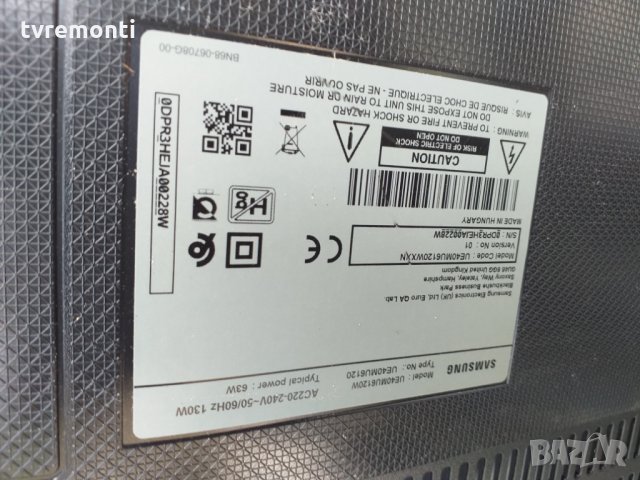 tvremonti
SAMSUNG
Model : UE40MU6120W
Type No. : UE40MU6120
AC220-240V~50/60Hz 130W
Typical power : 63W
Samsung Electronics (UK) Ltd, Euro QA Lab
Blackbushe Business Park
Saxony Way, Yateley, Hampshire
GU46 6GG United Kingdom
Model Code : UE40MU6120WXXN
Version No : 01
S/N : 0DPR3HEJA00228W
MADE IN HUNGARY
CE
H8
CAUTION
RISK OF ELECTRIC SHOCK
DO NOT OPEN
WARNING : TO PREVENT FIRE OR SHOCK HAZARD
DO NOT EXPOSE THIS UNIT TO RAIN OR MOISTURE
AVIS : RISQUE DE CHOC ELECTRIQUE - NE PAS OUVRIR
0DPR3HEJA00228W
BN68-06708G-00
BAZAR